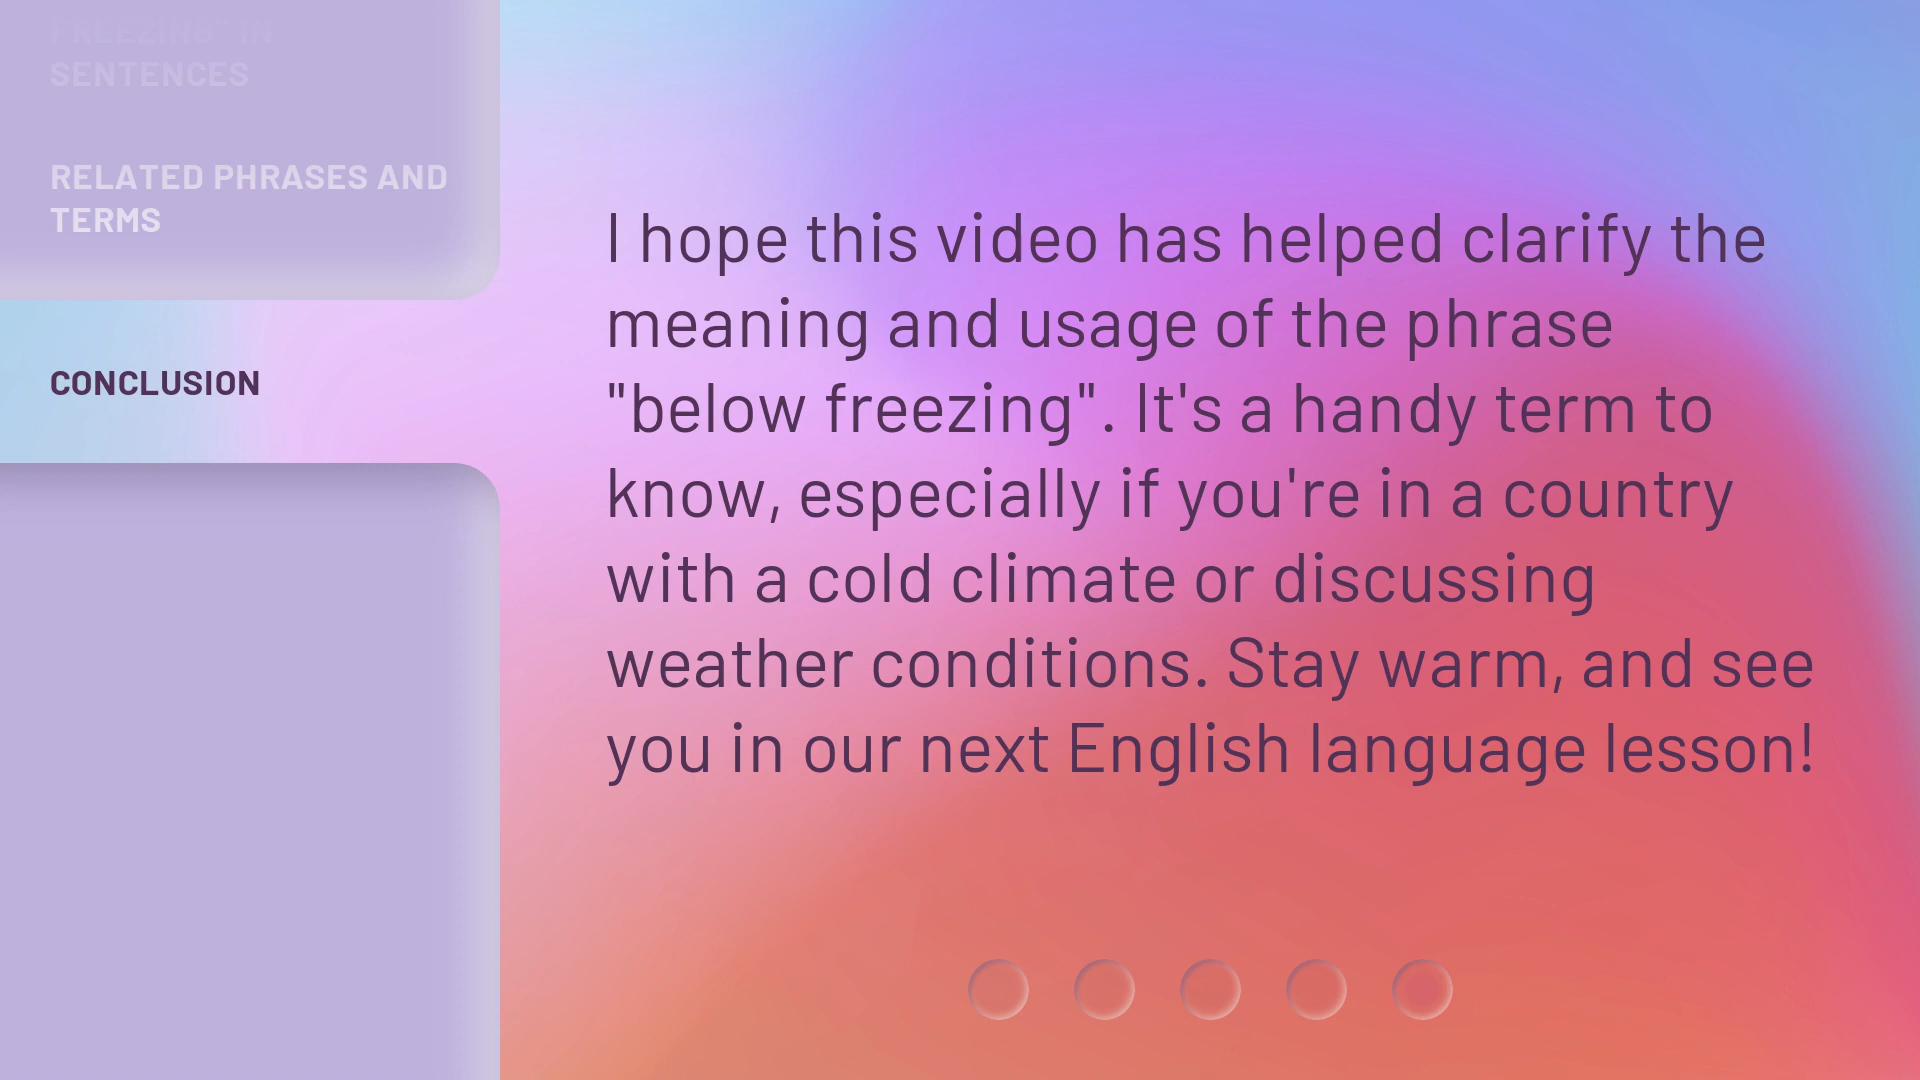 FREEZING" IN
SENTENCES
RELATED PHRASES AND
TERMS
CONCLUSION
I hope this video has helped clarify the
meaning and usage of the phrase
"below freezing". It's a handy term to
know, especially if you're in a country
with a cold climate or discussing
weather conditions. Stay warm, and see
you in our next English language lesson!